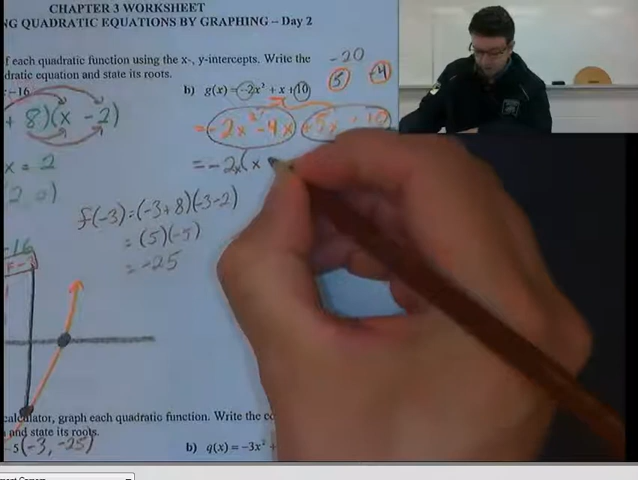 CHAPTER 3 WORKSHEET
NG QUADRATIC EQUATIONS BY GRAPHING – Day 2
f each quadratic function using the x-, y-intercepts. Write the
dratic equation and state its roots.
-16
b) g(x) = -2x² + x + 10
-20
5 -4
+ 8)(x - 2)
= -2x² - 4x + 5x + 10
x = 2
= -2x(x
2, 0)
f(-3) = (-3+8)(-3-2)
= (5)(-5)
= -25
-16
calculator, graph each quadratic function. Write the
and state its roots.
-5 (-3, -25)
b) q(x) = -3x² +